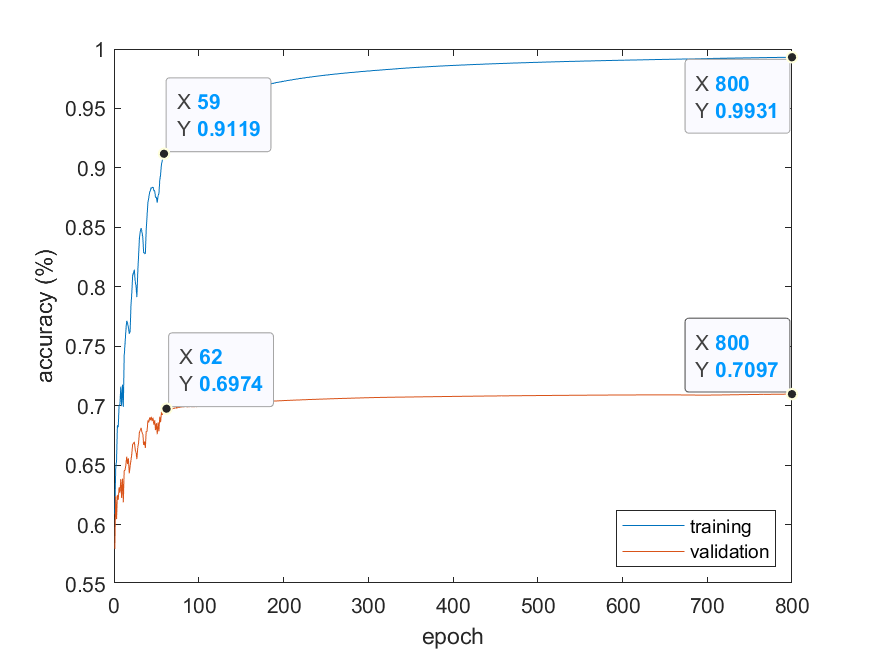 1
0.95
0.9
0.85
0.8
0.75
0.7
0.65
0.6
0.55
accuracy (%)
X 59
Y 0.9119
X 800
Y 0.9931
X 62
Y 0.6974
X 800
Y 0.7097
training
validation
0 100 200 300 400 500 600 700 800
epoch